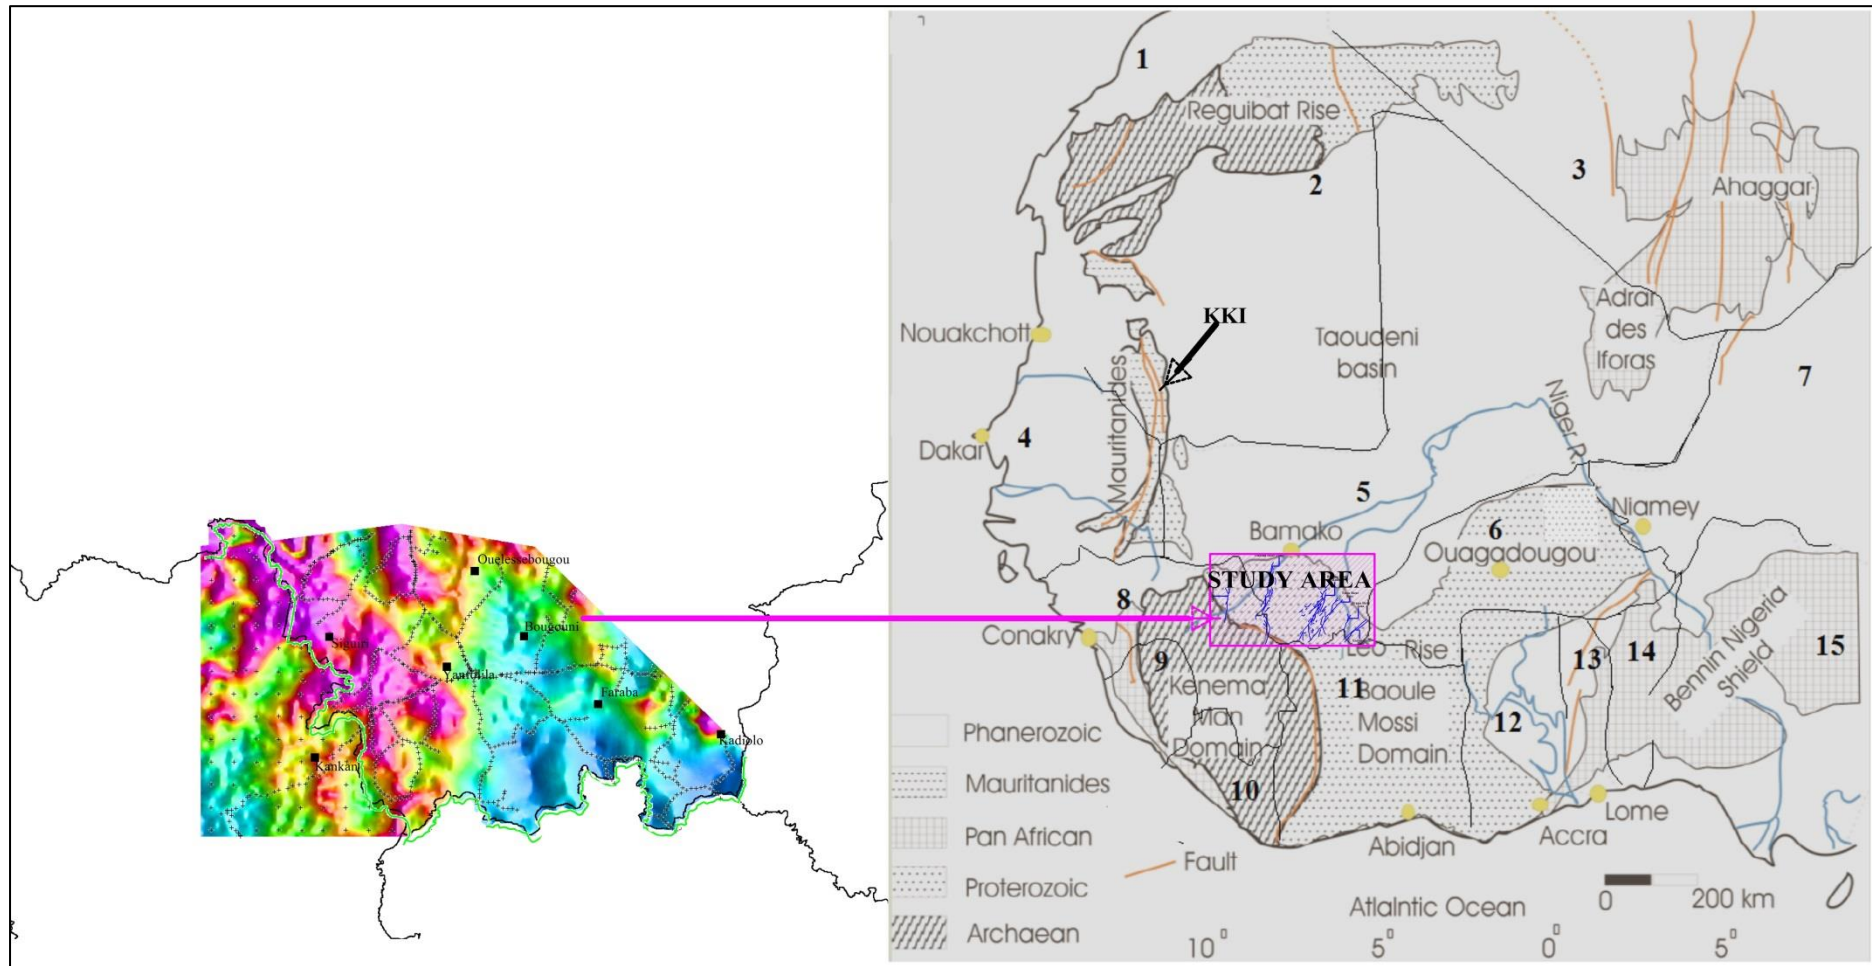 Ouelessebougou
Siguiri
Bougouni
Yanfolila
Faraba
Kadiolo
Kankan
1
Reguibat Rise
2
3
Ahaggar
KKI
Nouakchott
Taoudeni
basin
Adrar
des
Iforas
7
Mauritanides
Niger R.
4
Dakar
5
Bamako
6
Niamey
Ouagadougou
STUDY AREA
8
Conakry
Leo Rise
9
Kenema
Man
Domain
10
11
Baoule
Mossi
Domain
12
13
14
Bennin Nigeria
Shield
15
Phanerozoic
Mauritanides
Pan African
Proterozoic
Archaean
Fault
Abidjan
Accra
Lome
Atlalntic Ocean
0 200 km
10° 5° 0° 5°